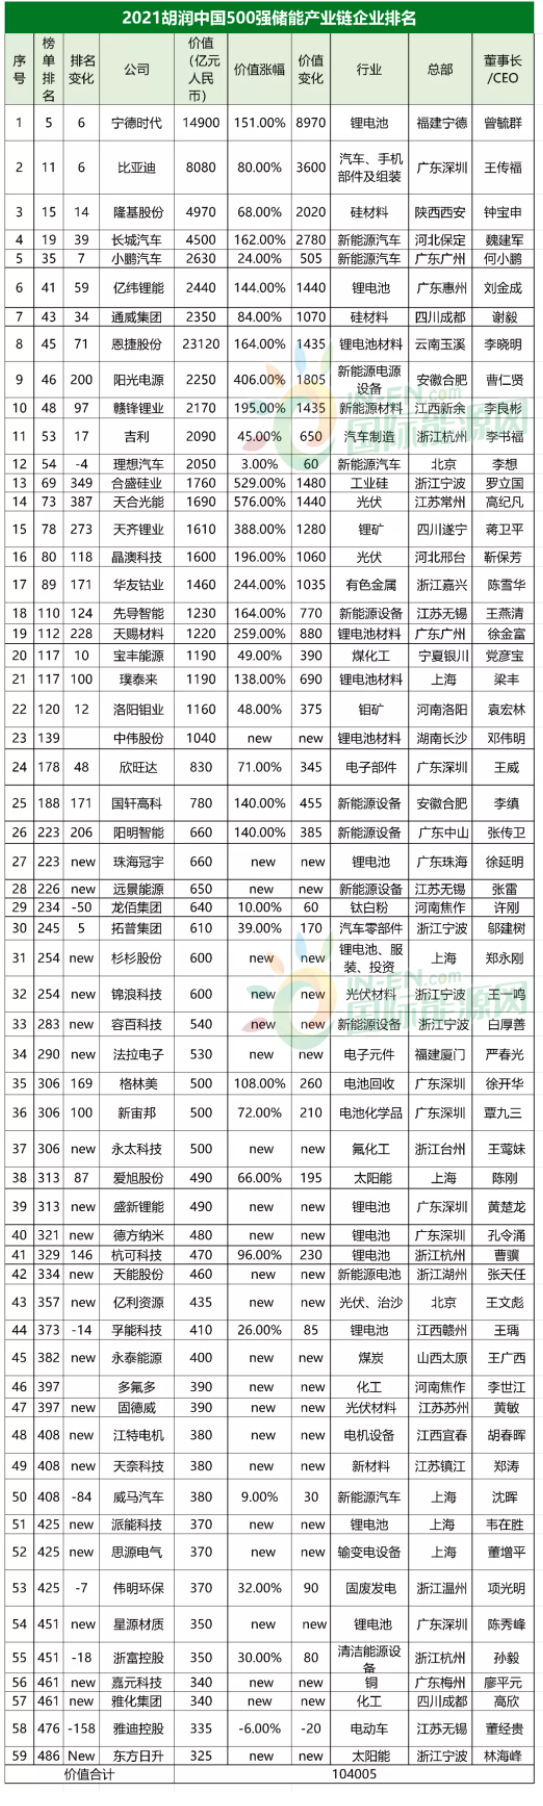 2021胡润中国500强储能产业链企业排名
序号 榜单排名 排名变化 公司 价值(亿元人民币) 价值涨幅 价值变化 行业 总部 董事长/CEO
1 5 6 宁德时代 14900 151.00% 8970 锂电池 福建宁德 曾毓群
2 11 6 比亚迪 8080 80.00% 3600 汽车、手机部件及组装 广东深圳 王传福
3 15 14 隆基股份 4970 68.00% 2020 硅材料 陕西西安 钟宝申
4 19 39 长城汽车 4500 162.00% 2780 新能源汽车 河北保定 魏建军
5 35 7 小鹏汽车 2630 24.00% 505 新能源汽车 广东广州 何小鹏
6 41 59 亿纬锂能 2440 144.00% 1440 锂电池 广东惠州 刘金成
7 43 34 通威集团 2350 84.00% 1070 硅材料 四川成都 谢毅
8 45 71 恩捷股份 23120 164.00% 1435 锂电池材料 云南玉溪 李晓明
9 46 200 阳光电源 2250 406.00% 1805 新能源电源设备 安徽合肥 曹仁贤
10 48 97 赣锋锂业 2170 195.00% 1435 新能源材料 江西新余 李良彬
11 53 17 吉利 2090 45.00% 650 汽车制造 浙江杭州 李书福
12 54 -4 理想汽车 2050 3.00% 60 新能源汽车 北京 李想
13 69 349 合盛硅业 1760 529.00% 1480 工业硅 浙江宁波 罗立国
14 73 387 天合光能 1690 576.00% 1440 光伏 江苏常州 高纪凡
15 78 273 天齐锂业 1610 388.00% 1280 锂矿 四川遂宁 蒋卫平
16 80 118 晶澳科技 1600 196.00% 1060 光伏 河北邢台 靳保芳
17 89 171 华友钴业 1460 244.00% 1035 有色金属 浙江嘉兴 陈雪华
18 110 124 先导智能 1230 164.00% 770 新能源设备 江苏无锡 王燕清
19 112 228 天赐材料 1220 259.00% 880 锂电池材料 广东广州 徐金富
20 117 10 宝丰能源 1190 49.00% 390 煤化工 宁夏银川 党彦宝
21 117 100 璞泰来 1190 138.00% 690 锂电池材料 上海 梁丰
22 120 12 洛阳钼业 1160 48.00% 375 钼矿 河南洛阳 袁宏林
23 139 中伟股份 1040 new new 锂电池材料 湖南长沙 邓伟明
24 178 48 欣旺达 830 71.00% 345 电子部件 广东深圳 王威
25 188 171 国轩高科 780 140.00% 455 新能源设备 安徽合肥 李缜
26 223 206 阳明智能 660 140.00% 385 新能源设备 广东中山 张传卫
27 223 new 珠海冠宇 660 new new 锂电池 广东珠海 徐延明
28 226 new 远景能源 650 new new 新能源设备 江苏无锡 张雷
29 234 -50 龙佰集团 640 10.00% 60 钛白粉 河南焦作 许刚
30 245 5 拓普集团 610 39.00% 170 汽车零部件 浙江宁波 邬建树
31 254 new 杉杉股份 600 new new 锂电池、服装、投资 上海 郑永刚
32 254 new 锦浪科技 600 new new 光伏材料 浙江宁波 王一鸣
33 283 new 容百科技 540 new new 新能源设备 浙江宁波 白厚善
34 290 new 法拉电子 530 new new 电子元件 福建厦门 严春光
35 306 169 格林美 500 108.00% 260 电池回收 广东深圳 徐开华
36 306 100 新宙邦 500 72.00% 210 电池化学品 广东深圳 覃九三
37 306 new 永太科技 500 new new 氟化工 浙江台州 王莺妹
38 313 87 爱旭股份 490 66.00% 195 太阳能 上海 陈刚
39 313 new 盛新锂能 490 new new 锂电池 广东深圳 黄楚龙
40 321 new 德方纳米 480 new new 锂电池 广东深圳 孔令涌
41 329 146 杭可科技 470 96.00% 230 锂电池 浙江杭州 曹骥
42 334 new 天能股份 460 new new 新能源电池 浙江湖州 张天任
43 357 new 亿利资源 435 new new 光伏、治沙 北京 王文彪
44 373 -14 孚能科技 410 26.00% 85 锂电池 江西赣州 王瑀
45 382 new 永泰能源 400 new new 煤炭 山西太原 王广西
46 397 多氟多 390 new new 化工 河南焦作 李世江
47 397 new 固德威 390 new new 光伏材料 江苏苏州 黄敏
48 408 new 江特电机 380 new new 电机设备 江西宜春 胡春晖
49 408 new 天奈科技 380 new new 新材料 江苏镇江 郑涛
50 408 -84 威马汽车 380 9.00% 30 新能源汽车 上海 沈晖
51 425 new 派能科技 370 new new 锂电池 上海 韦在胜
52 425 new 思源电气 370 new new 输变电设备 上海 董增平
53 425 -7 伟明环保 370 32.00% 90 固废发电 浙江温州 项光明
54 451 new 星源材质 350 new new 锂电池 广东深圳 陈秀峰
55 451 -18 浙富控股 350 30.00% 80 清洁能源设备 浙江杭州 孙毅
56 461 new 嘉元科技 340 new new 铜 广东梅州 廖平元
57 461 new 雅化集团 340 new new 化工 四川成都 高欣
58 476 -158 雅迪控股 335 -6.00% -20 电动车 江苏无锡 董经贵
59 486 New 东方日升 325 new new 太阳能 浙江宁波 林海峰
价值合计 104005
IN-EN.com
国际能源网
IN-EN.com
国际能源网